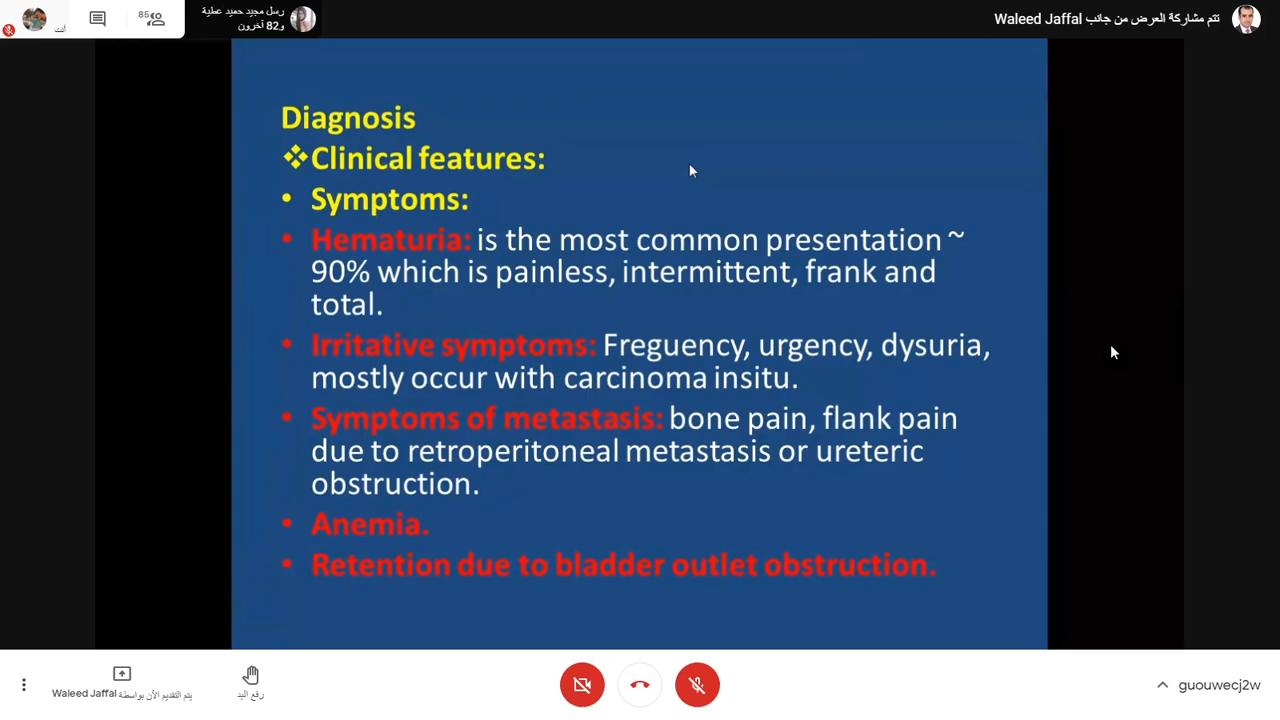 أنت
85
رسل مجيد حميد عطية
و82 آخرون
تتم مشاركة العرض من جانب Waleed Jaffal
Diagnosis
❖Clinical features:
• Symptoms:
• Hematuria: is the most common presentation ~
90% which is painless, intermittent, frank and
total.
• Irritative symptoms: Freguency, urgency, dysuria,
mostly occur with carcinoma insitu.
• Symptoms of metastasis: bone pain, flank pain
due to retroperitoneal metastasis or ureteric
obstruction.
• Anemia.
• Retention due to bladder outlet obstruction.
يتم التقديم الآن بواسطة Waleed Jaffal
رفع اليد
guouwecj2w